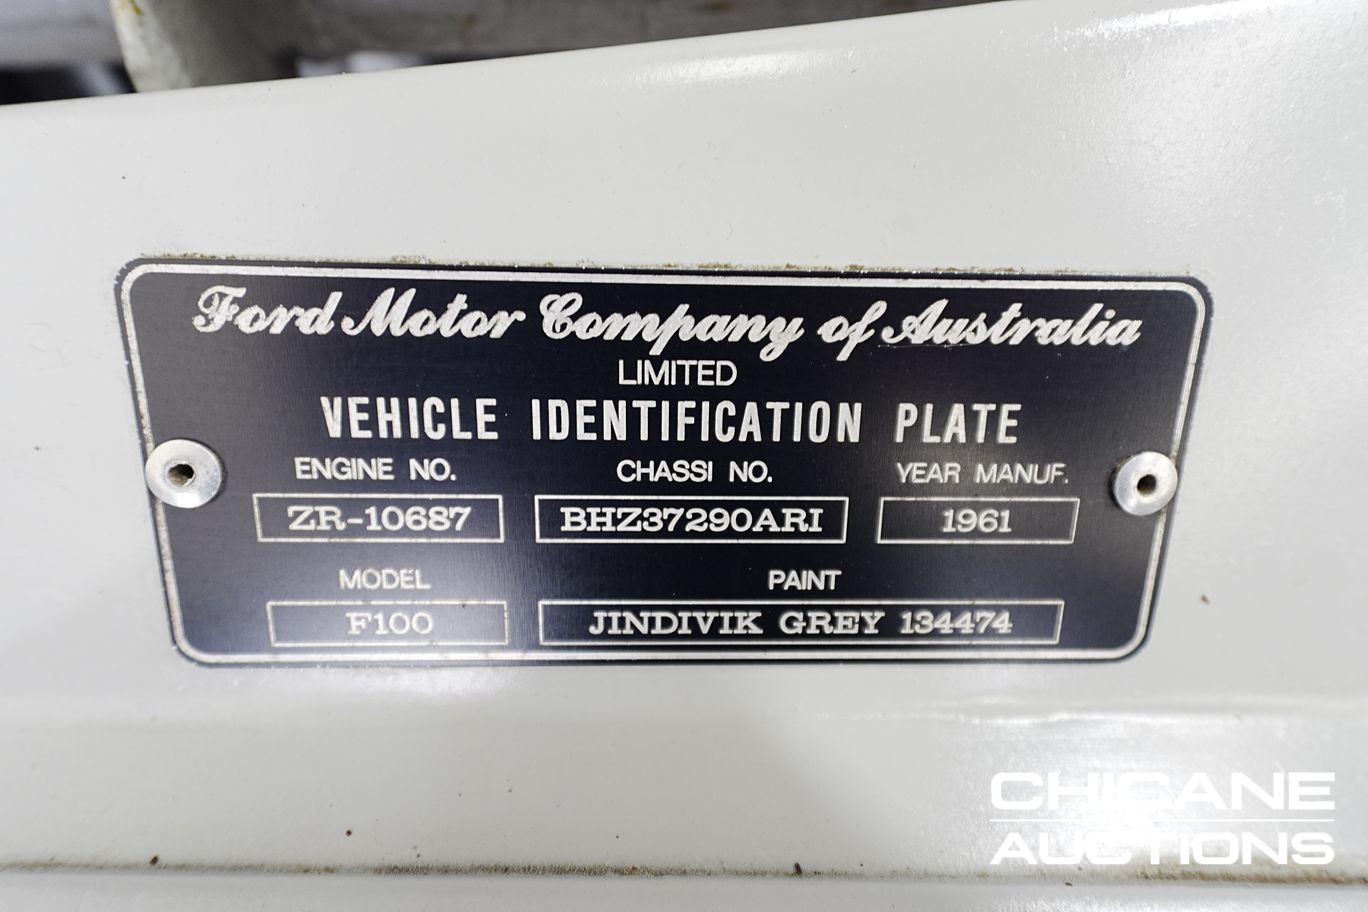 Ford Motor Company of Australia
LIMITED
VEHICLE IDENTIFICATION PLATE
ENGINE NO. CHASSI NO. YEAR MANUF.
ZR-10687 BHZ37290ARI 1961
MODEL PAINT
F100 JINDIVIK GREY 134474
CHICANE
AUCTIONS